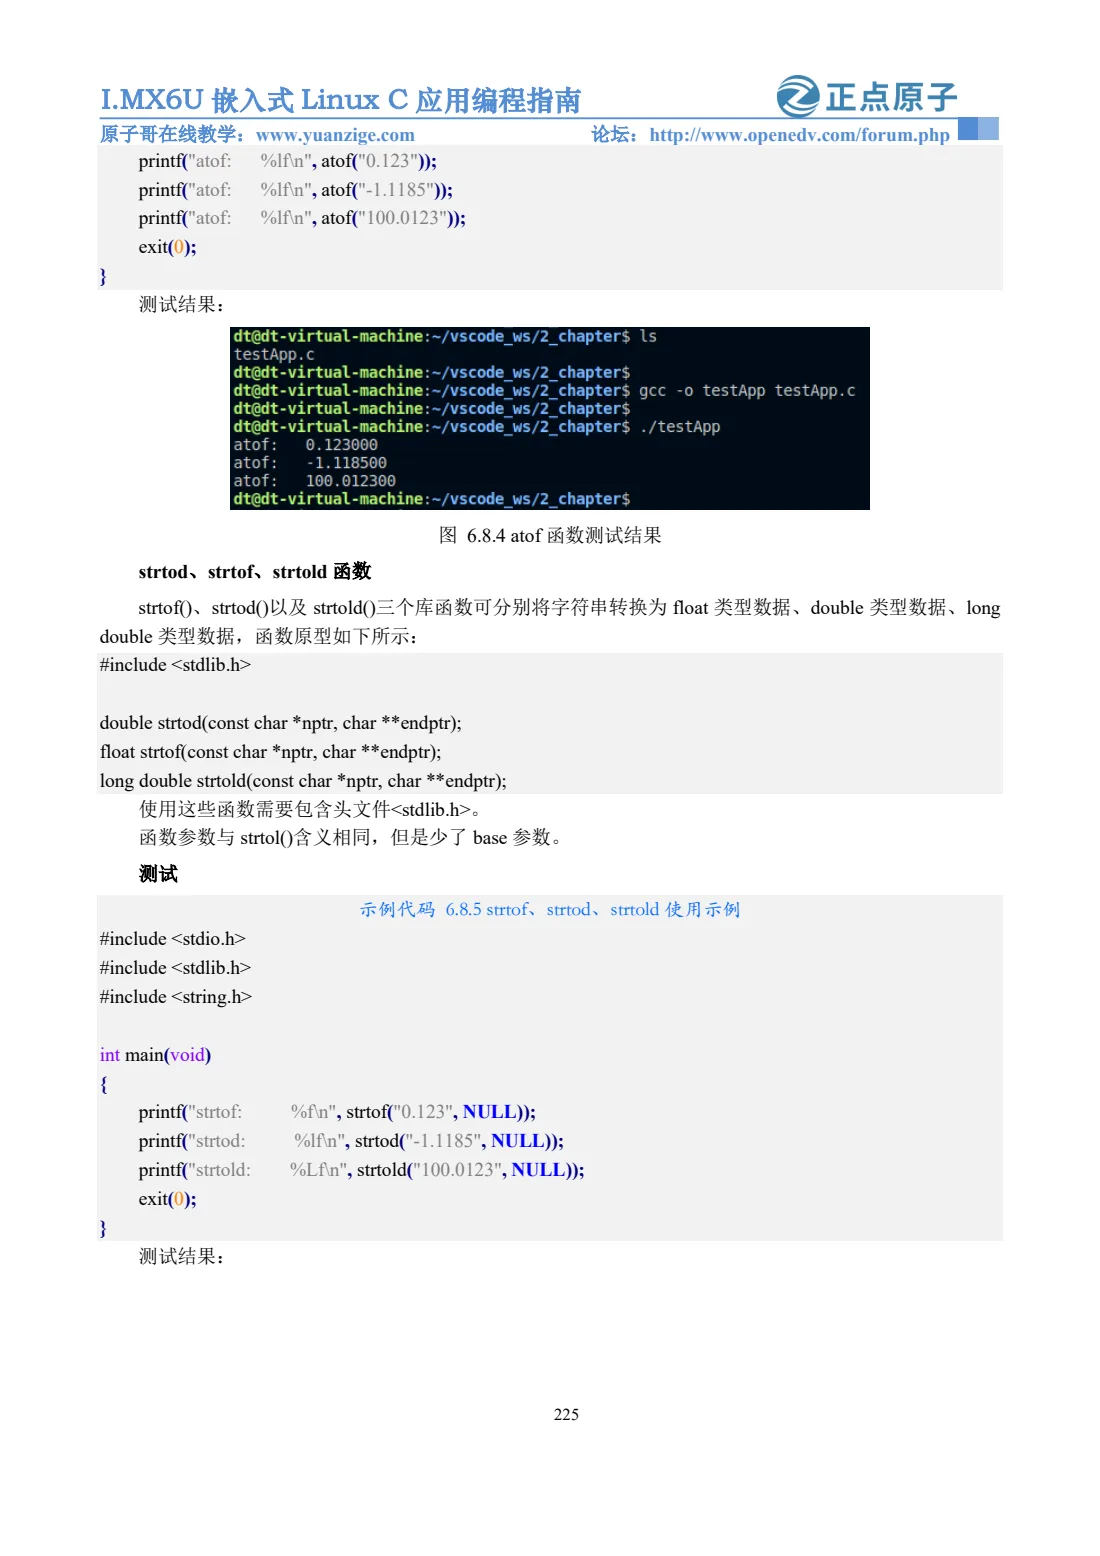 I.MX6U 嵌入式 Linux C 应用编程指南
正点原子
原子哥在线教学：www.yuanzige.com 论坛：http://www.openedv.com/forum.php
printf("atof: %lf\n", atof("0.123"));
printf("atof: %lf\n", atof("-1.1185"));
printf("atof: %lf\n", atof("100.0123"));
exit(0);
}
测试结果：
dt@dt-virtual-machine:~/vscode_ws/2_chapter$ ls
testApp.c
dt@dt-virtual-machine:~/vscode_ws/2_chapter$
dt@dt-virtual-machine:~/vscode_ws/2_chapter$ gcc -o testApp testApp.c
dt@dt-virtual-machine:~/vscode_ws/2_chapter$
dt@dt-virtual-machine:~/vscode_ws/2_chapter$ ./testApp
atof: 0.123000
atof: -1.118500
atof: 100.012300
dt@dt-virtual-machine:~/vscode_ws/2_chapter$
图 6.8.4 atof 函数测试结果
strtod、strtof、strtold 函数
strtof()、strtod()以及 strtold()三个库函数可分别将字符串转换为 float 类型数据、double 类型数据、long
double 类型数据，函数原型如下所示：
#include <stdlib.h>
double strtod(const char *nptr, char **endptr);
float strtof(const char *nptr, char **endptr);
long double strtold(const char *nptr, char **endptr);
使用这些函数需要包含头文件<stdlib.h>。
函数参数与 strtol()含义相同，但是少了 base 参数。
测试
示例代码 6.8.5 strtof、strtod、strtold 使用示例
#include <stdio.h>
#include <stdlib.h>
#include <string.h>
int main(void)
{
printf("strtof: %f\n", strtof("0.123", NULL));
printf("strtod: %lf\n", strtod("-1.1185", NULL));
printf("strtold: %Lf\n", strtold("100.0123", NULL));
exit(0);
}
测试结果：
225